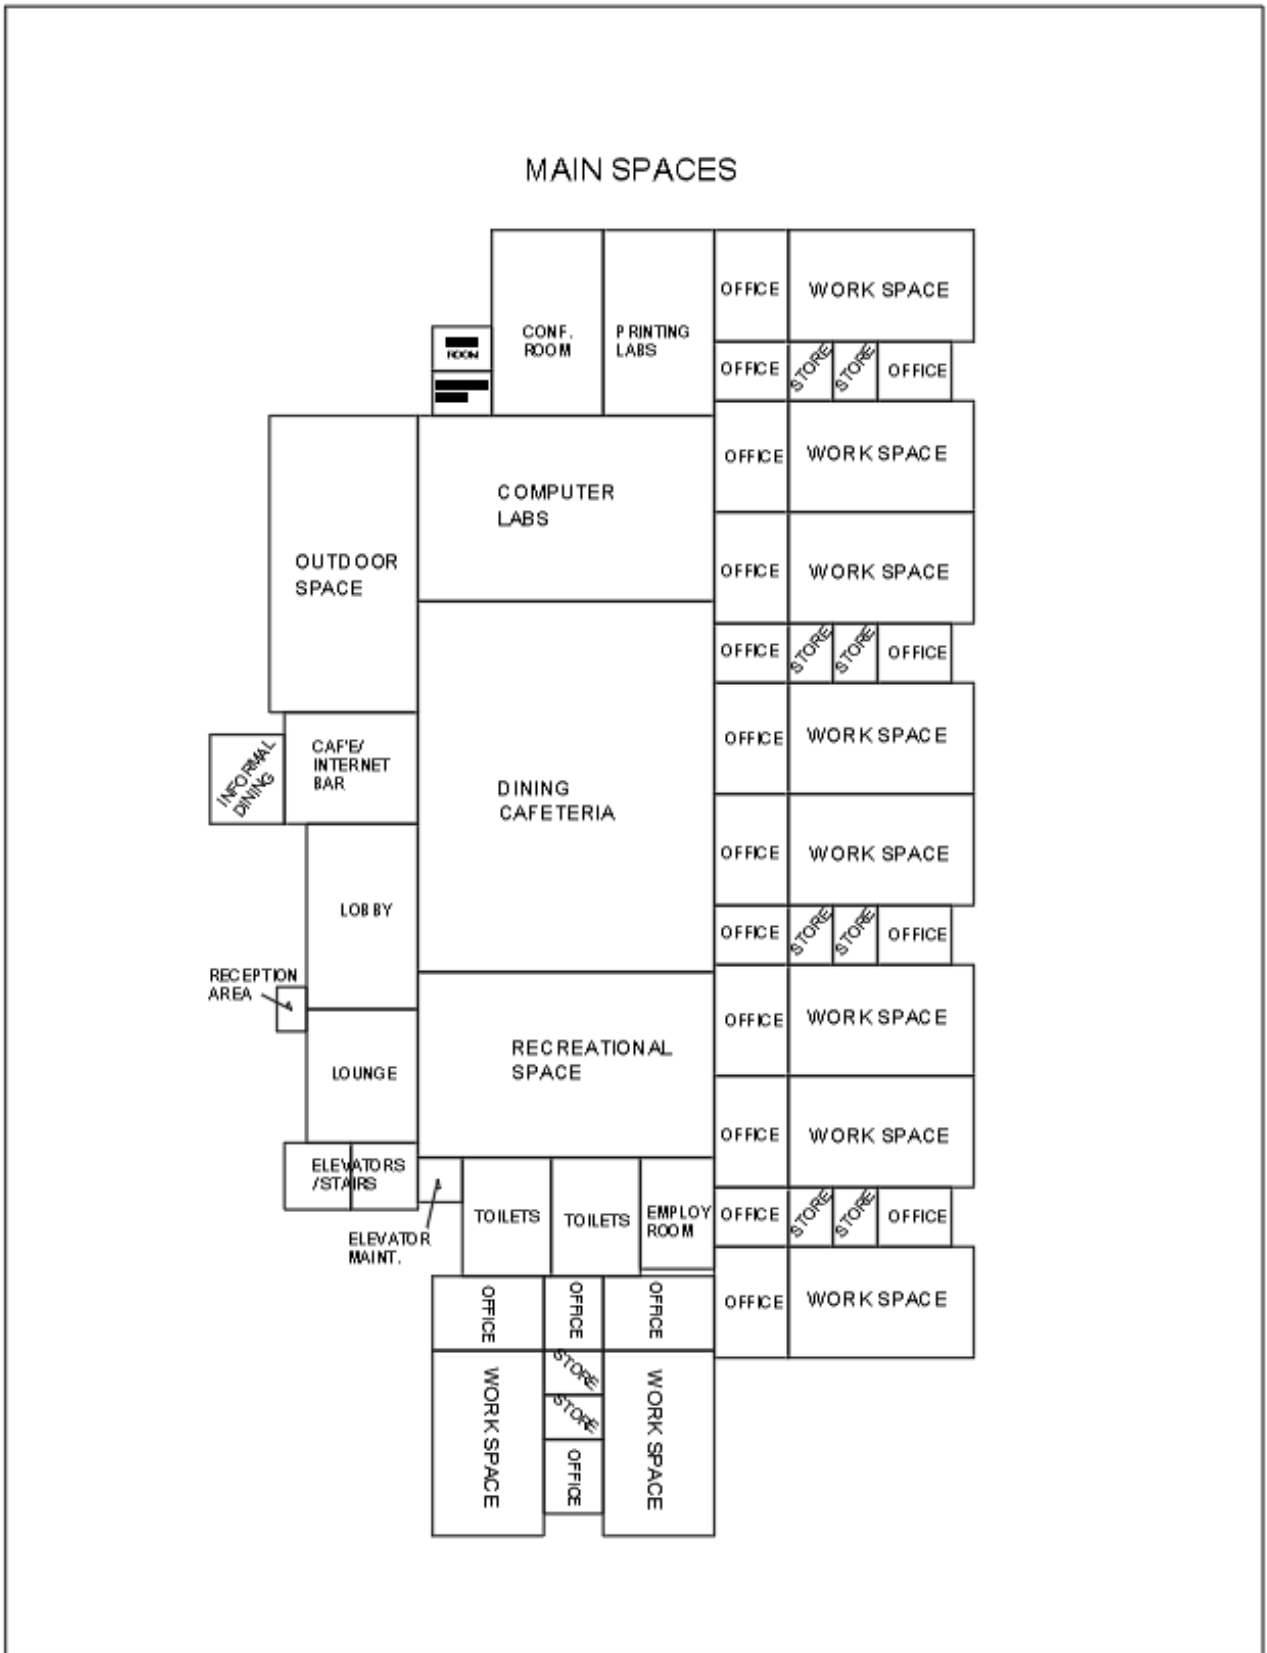 MAIN SPACES
OFFICE
WORK SPACE
CONF.
ROOM
PRINTING
LABS
ROOM
OFFICE
STORE
STORE
OFFICE
OFFICE
WORK SPACE
COMPUTER
LABS
OUTDOOR
SPACE
OFFICE
WORK SPACE
OFFICE
STORE
STORE
OFFICE
OFFICE
WORK SPACE
INFORMAL
DINING
CAF'E/
INTERNET
BAR
DINING
CAFETERIA
OFFICE
WORK SPACE
LOBBY
OFFICE
STORE
STORE
OFFICE
RECEPTION
AREA
OFFICE
WORK SPACE
RECREATIONAL
SPACE
LOUNGE
OFFICE
WORK SPACE
ELEVATORS
/STAIRS
ELEVATOR
MAINT.
TOILETS
TOILETS
EMPLOY
ROOM
OFFICE
STORE
STORE
OFFICE
OFFICE
WORK SPACE
OFFICE
OFFICE
OFFICE
WORK SPACE
STORE
STORE
OFFICE
WORK SPACE